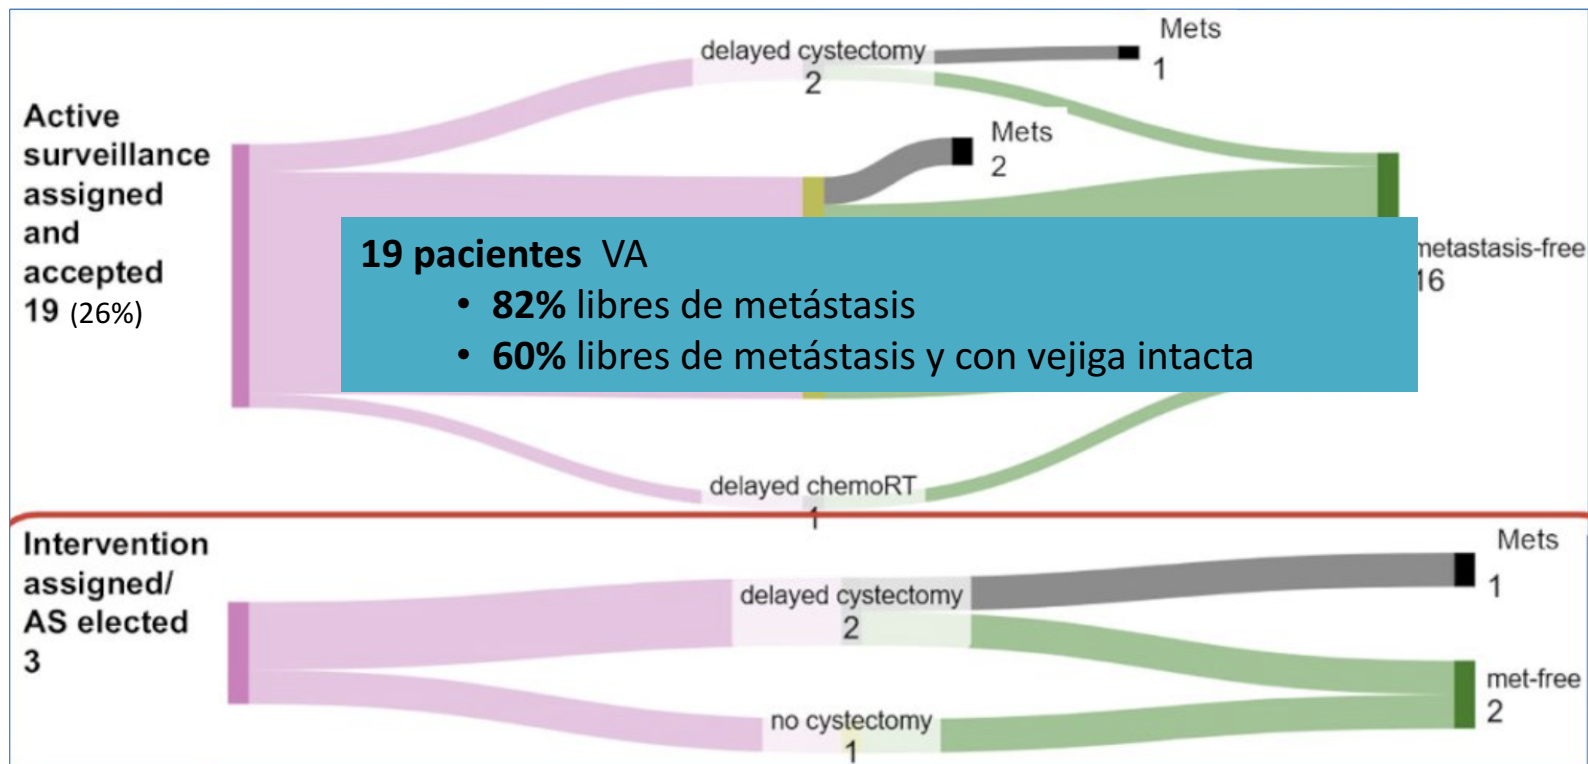 Active
surveillance
assigned
and
accepted
19 (26%)
delayed cystectomy
2
Mets
1
Mets
2
19 pacientes VA
• 82% libres de metástasis
• 60% libres de metástasis y con vejiga intacta
metastasis-free
16
delayed chemoRT
1
Intervention
assigned/
AS elected
3
delayed cystectomy
2
no cystectomy
1
Mets
1
met-free
2